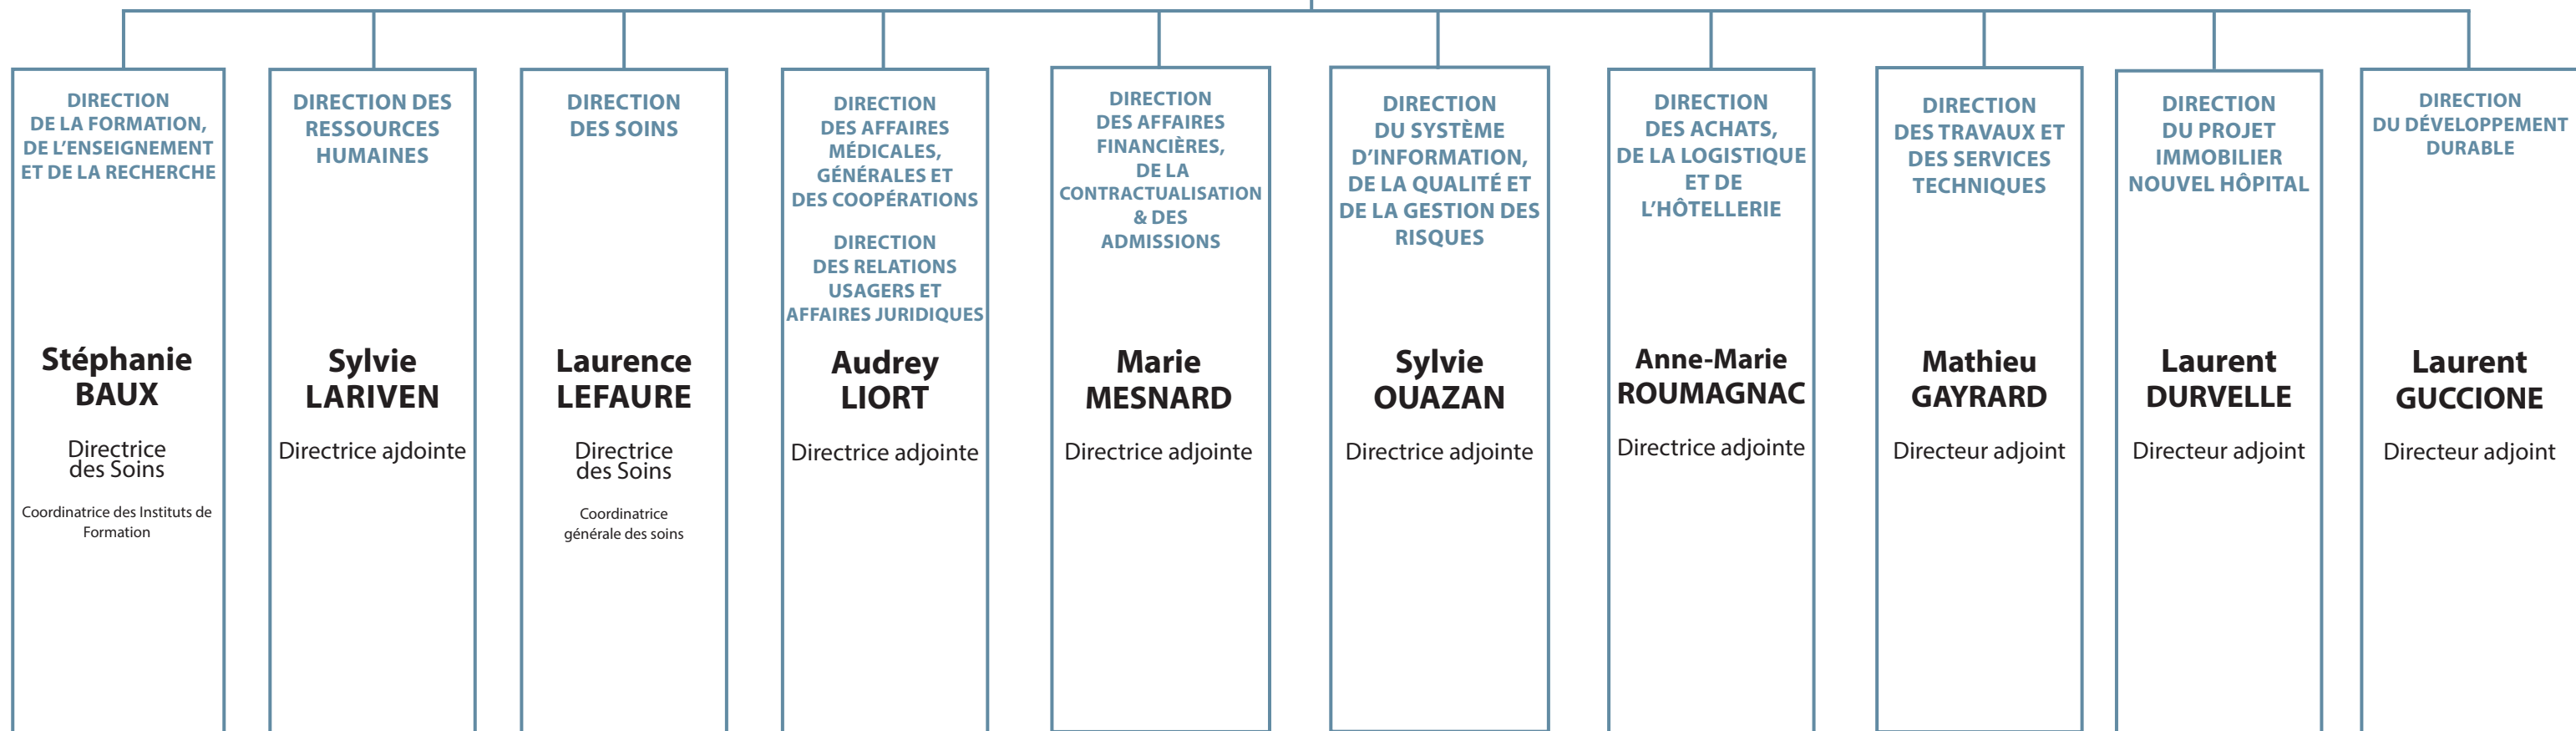 DIRECTION
DE LA FORMATION,
DE L’ENSEIGNEMENT
ET DE LA RECHERCHE
Stéphanie
BAUX
Directrice
des Soins
Coordinatrice des Instituts de
Formation
DIRECTION DES
RESSOURCES
HUMAINES
Sylvie
LARIVEN
Directrice ajdointe
DIRECTION
DES SOINS
Laurence
LEFAURE
Directrice
des Soins
Coordinatrice
générale des soins
DIRECTION
DES AFFAIRES
MÉDICALES,
GÉNÉRALES ET
DES COOPÉRATIONS
DIRECTION
DES RELATIONS
USAGERS ET
AFFAIRES JURIDIQUES
Audrey
LIORT
Directrice adjointe
DIRECTION
DES AFFAIRES
FINANCIÈRES,
DE LA
CONTRACTUALISATION
& DES
ADMISSIONS
Marie
MESNARD
Directrice adjointe
DIRECTION
DU SYSTÈME
D’INFORMATION,
DE LA QUALITÉ ET
DE LA GESTION DES
RISQUES
Sylvie
OUAZAN
Directrice adjointe
DIRECTION
DES ACHATS,
DE LA LOGISTIQUE
ET DE
L’HÔTELLERIE
Anne-Marie
ROUMAGNAC
Directrice adjointe
DIRECTION
DES TRAVAUX ET
DES SERVICES
TECHNIQUES
Mathieu
GAYRARD
Directeur adjoint
DIRECTION
DU PROJET
IMMOBILIER
NOUVEL HÔPITAL
Laurent
DURVELLE
Directeur adjoint
DIRECTION
DU DÉVELOPPEMENT
DURABLE
Laurent
GUCCIONE
Directeur adjoint